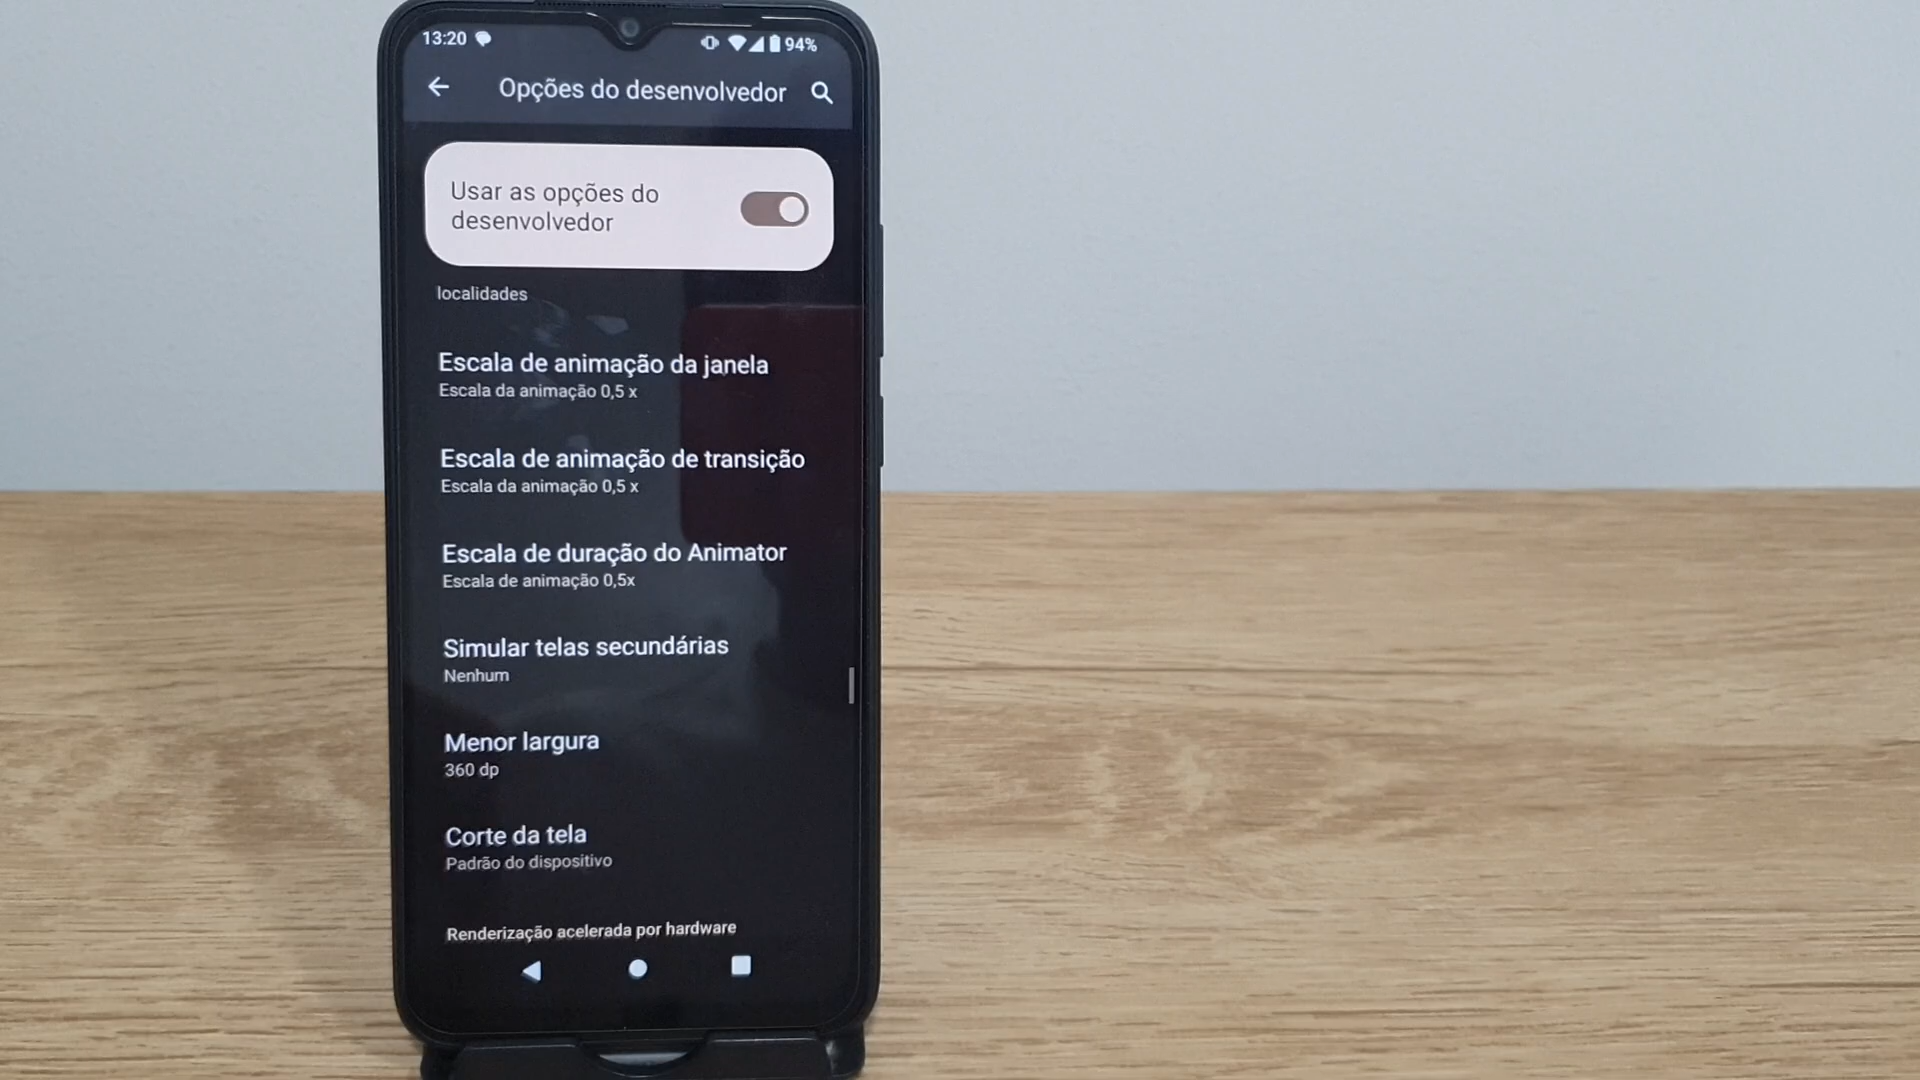 13:20 94%
Opções do desenvolvedor
Usar as opções do
desenvolvedor
localidades
Escala de animação da janela
Escala da animação 0,5 x
Escala de animação de transição
Escala da animação 0,5 x
Escala de duração do Animator
Escala de animação 0,5x
Simular telas secundárias
Nenhum
Menor largura
360 dp
Corte da tela
Padrão do dispositivo
Renderização acelerada por hardware